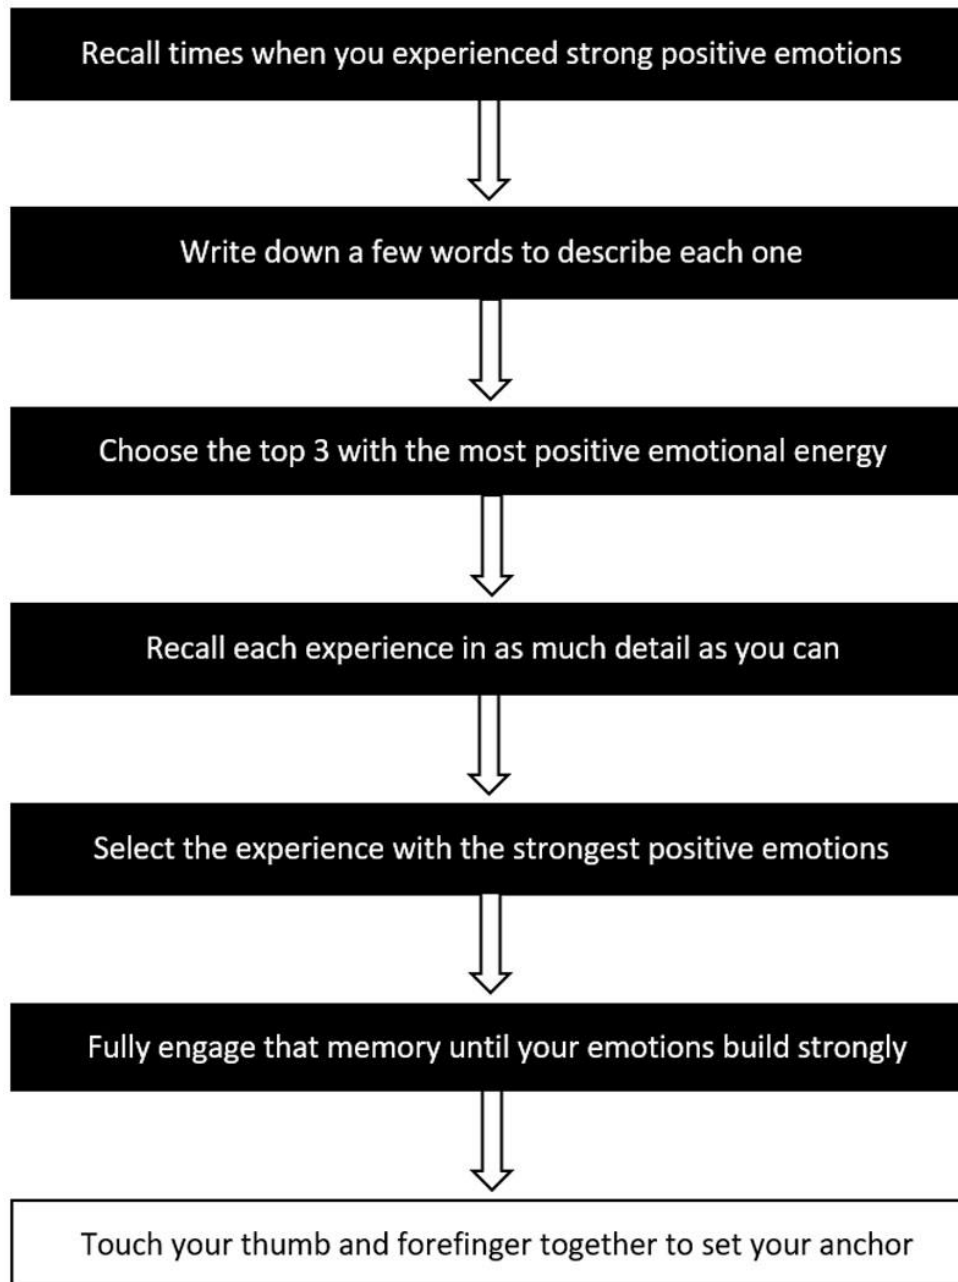 Recall times when you experienced strong positive emotions
Write down a few words to describe each one
Choose the top 3 with the most positive emotional energy
Recall each experience in as much detail as you can
Select the experience with the strongest positive emotions
Fully engage that memory until your emotions build strongly
Touch your thumb and forefinger together to set your anchor